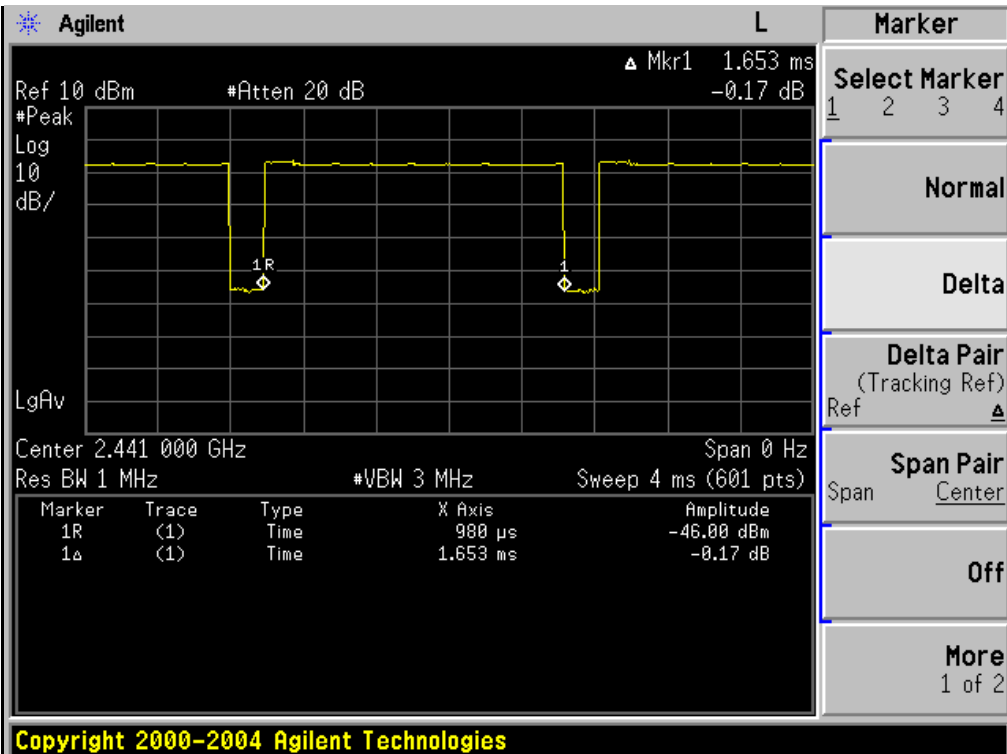 Agilent L
Δ Mkr1 1.653 ms
Ref 10 dBm #Atten 20 dB -0.17 dB
#Peak
Log
10
dB/
1R 1
LgAv
Center 2.441 000 GHz Span 0 Hz
Res BW 1 MHz #VBW 3 MHz Sweep 4 ms (601 pts)
Marker Trace Type X Axis Amplitude
1R (1) Time 980 µs -46.00 dBm
1Δ (1) Time 1.653 ms -0.17 dB
Marker
Select Marker
1 2 3 4
Normal
Delta
Delta Pair
(Tracking Ref)
Ref Δ
Span Pair
Span Center
Off
More
1 of 2
Copyright 2000-2004 Agilent Technologies